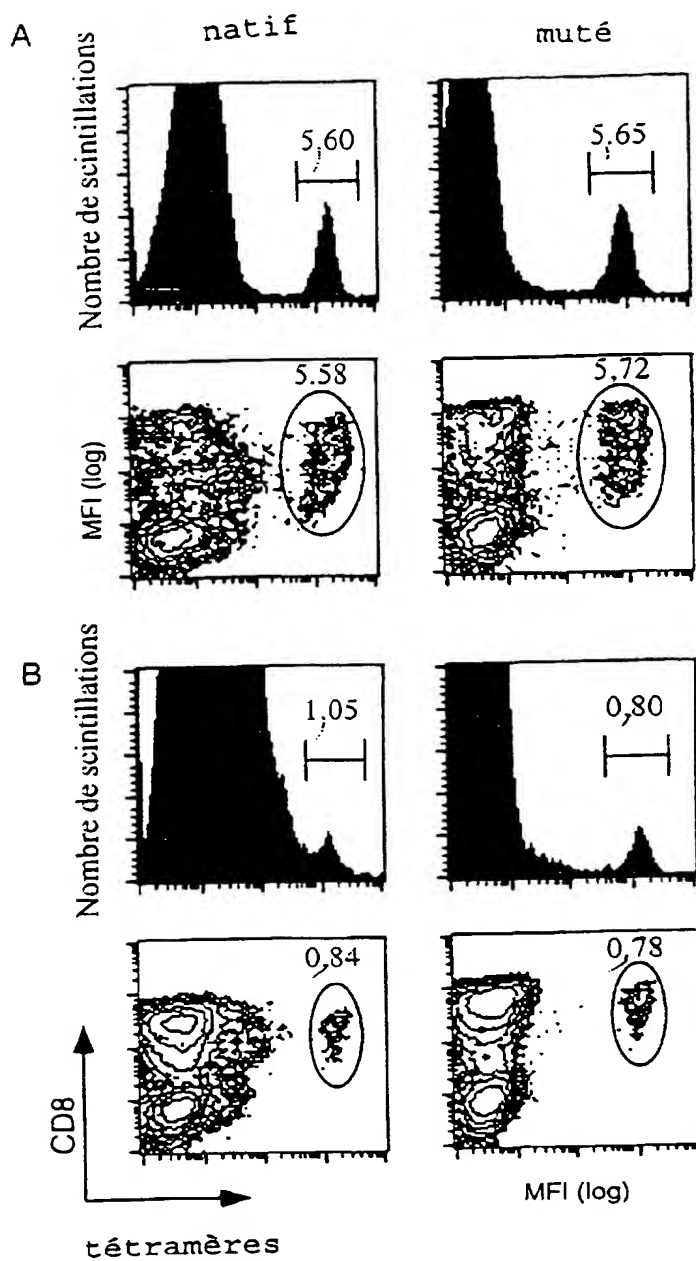 A
natif
muté
Nombre de scintillations
5,60
5,65
MFI (log)
5.58
5,72
B
Nombre de scintillations
1,05
0,80
CD8
0,84
0,78
MFI (log)
tétramères